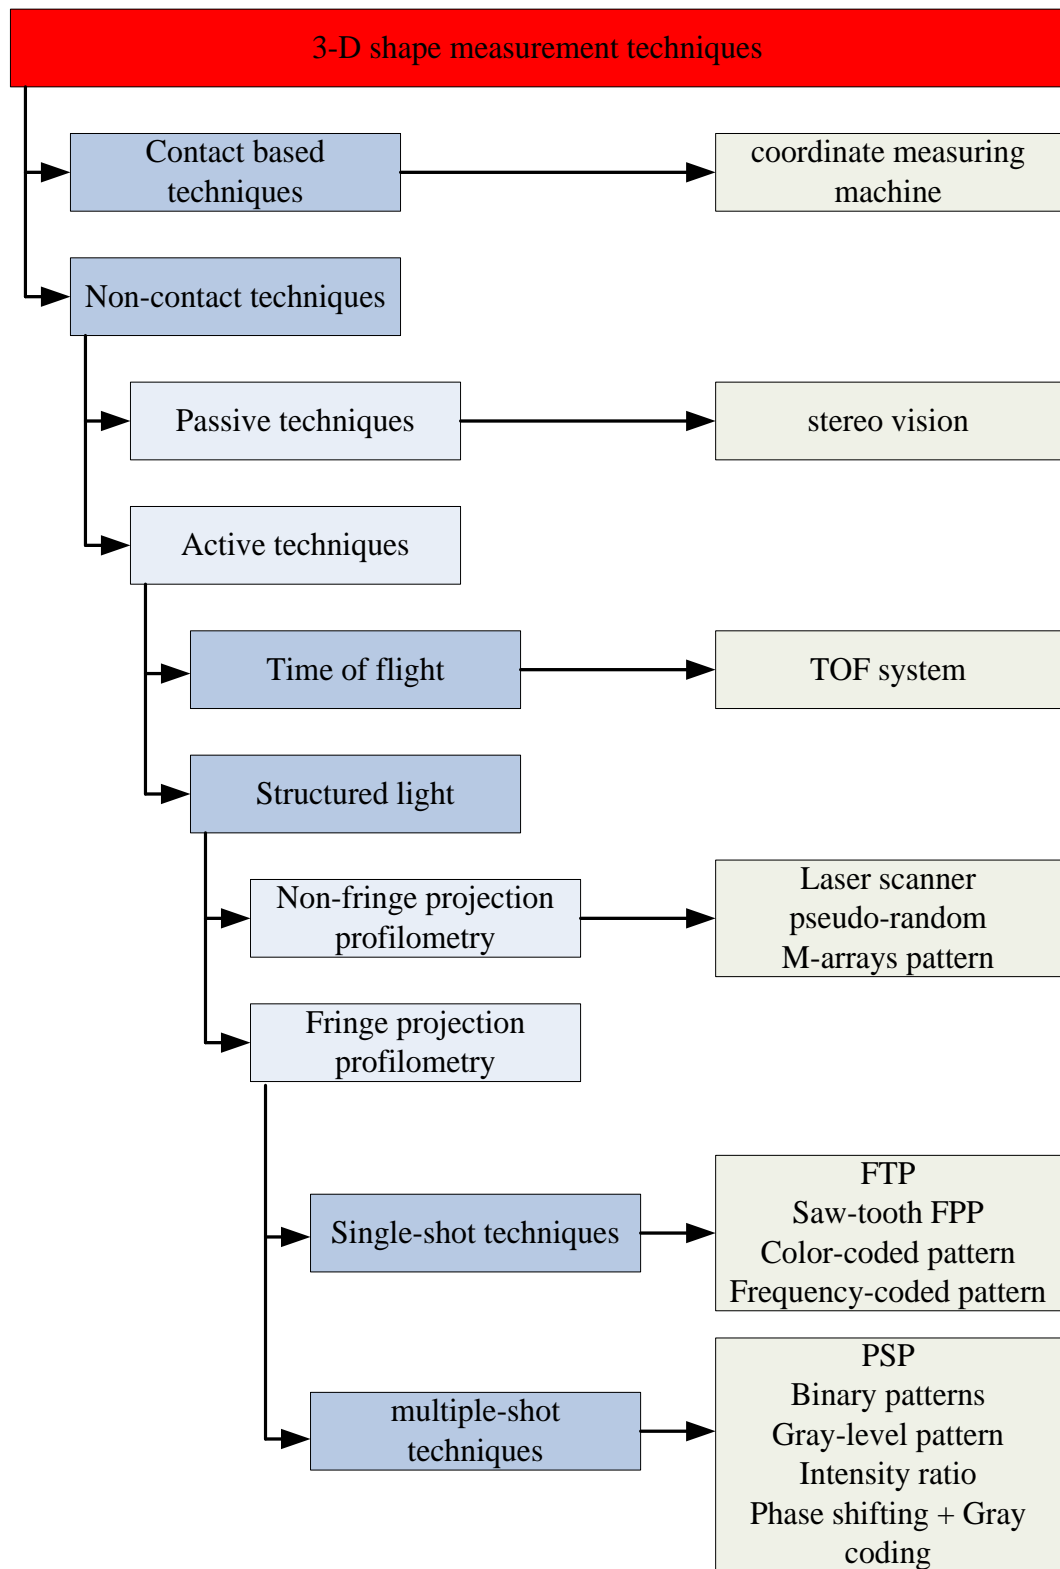 3-D shape measurement techniques
Contact based
techniques
coordinate measuring
machine
Non-contact techniques
Passive techniques
stereo vision
Active techniques
Time of flight
TOF system
Structured light
Non-fringe projection
profilometry
Laser scanner
pseudo-random
M-arrays pattern
Fringe projection
profilometry
Single-shot techniques
FTP
Saw-tooth FPP
Color-coded pattern
Frequency-coded pattern
multiple-shot
techniques
PSP
Binary patterns
Gray-level pattern
Intensity ratio
Phase shifting + Gray
coding